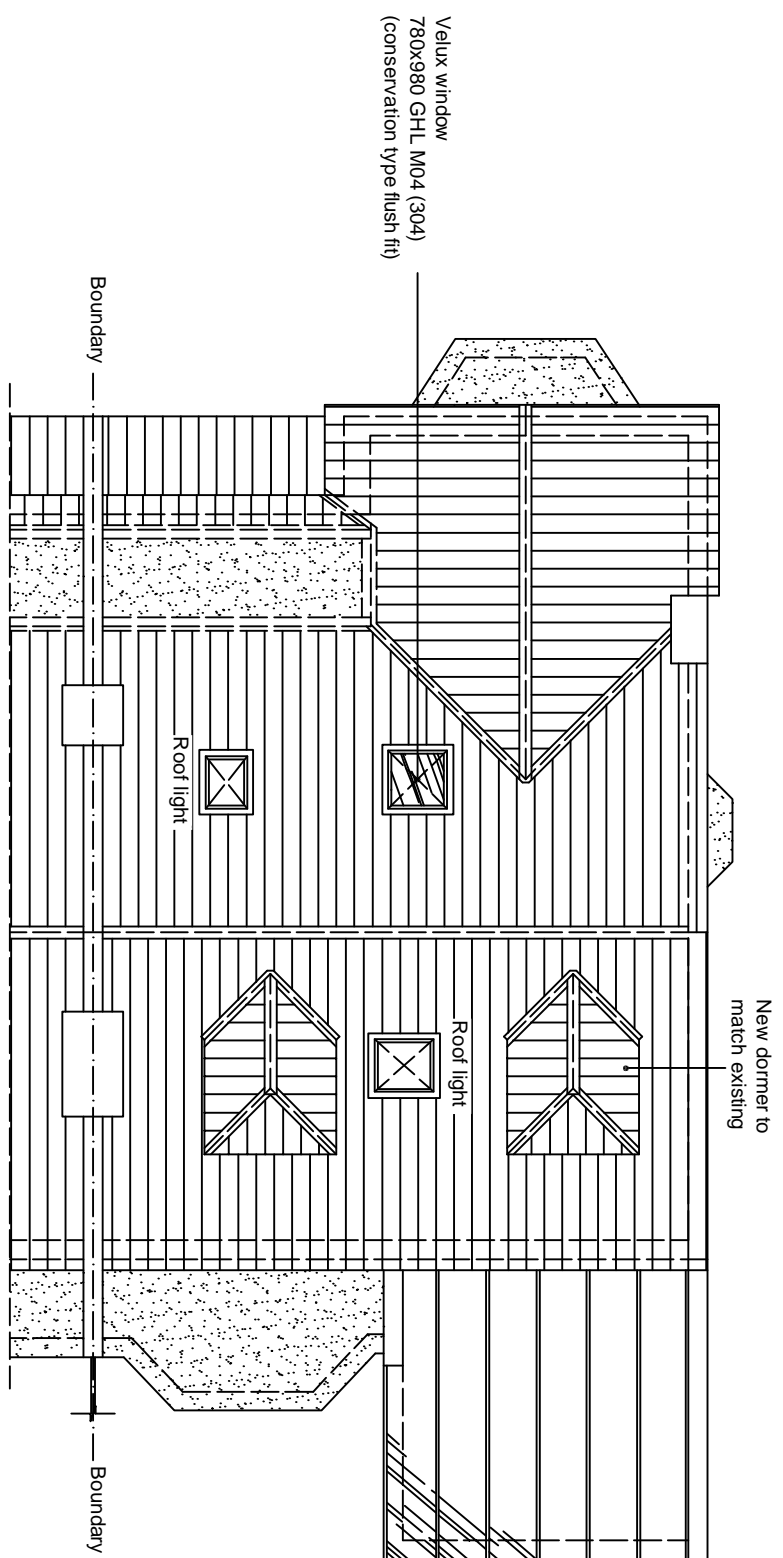 Velux window
780x980 GHL M04 (304)
(conservation type flush fit)
Boundary
Roof light
New dormer to
match existing
Roof light
Boundary